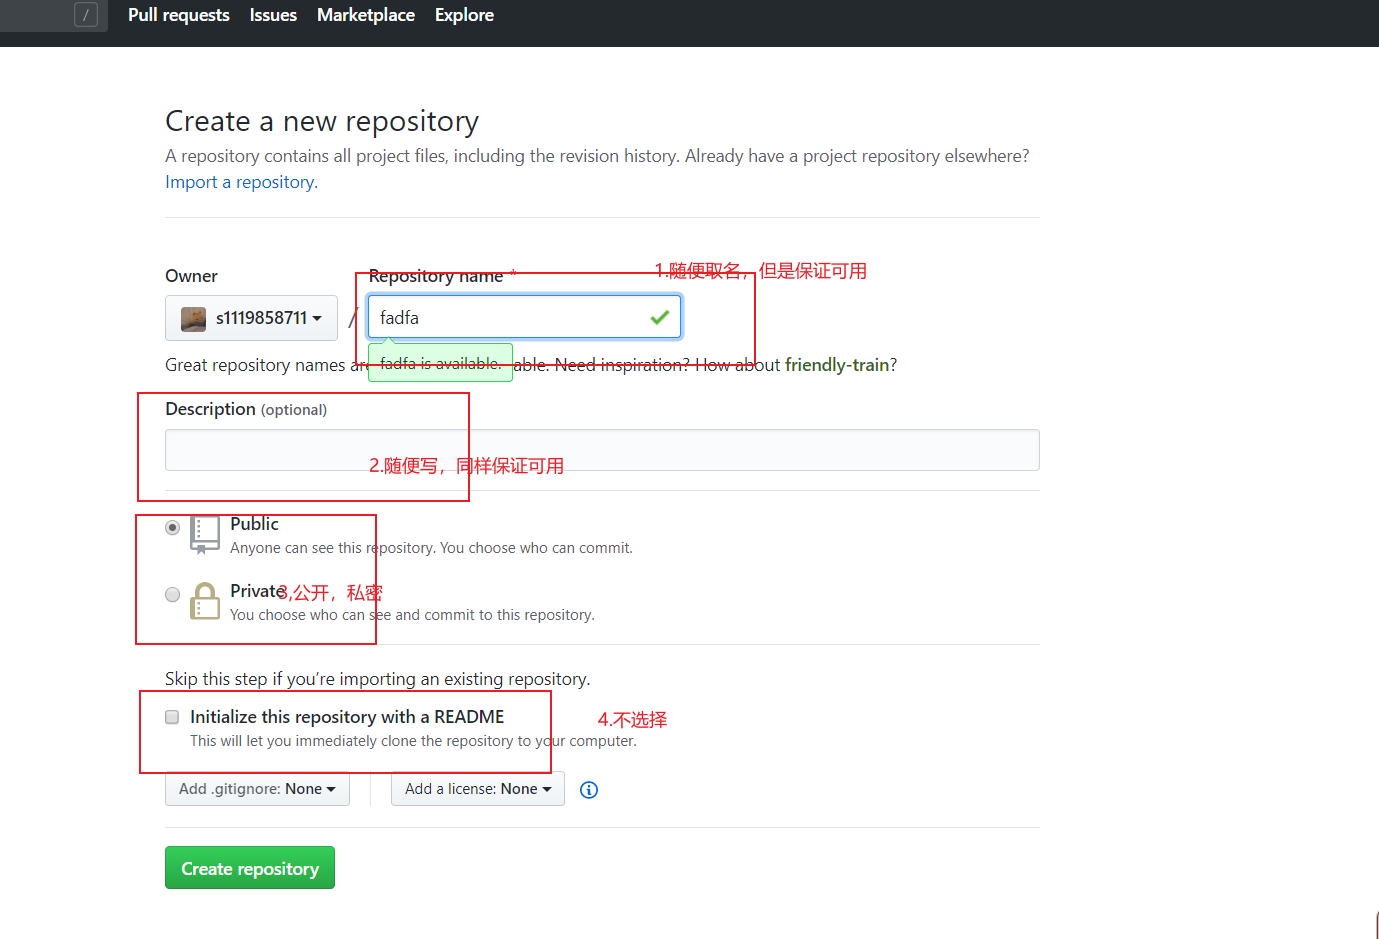 /
Pull requests Issues Marketplace Explore
Create a new repository
A repository contains all project files, including the revision history. Already have a project repository elsewhere?
Import a repository.
Owner
Repository name *
1.随便取名，但是保证可用
s1119858711
/
fadfa
Great repository names are
fadfa is available.
able. Need inspiration? How about friendly-train?
Description (optional)
2.随便写，同样保证可用
Public
Anyone can see this repository. You choose who can commit.
Private
3,公开，私密
You choose who can see and commit to this repository.
Skip this step if you’re importing an existing repository.
Initialize this repository with a README
4.不选择
This will let you immediately clone the repository to your computer.
Add .gitignore: None
Add a license: None
Create repository